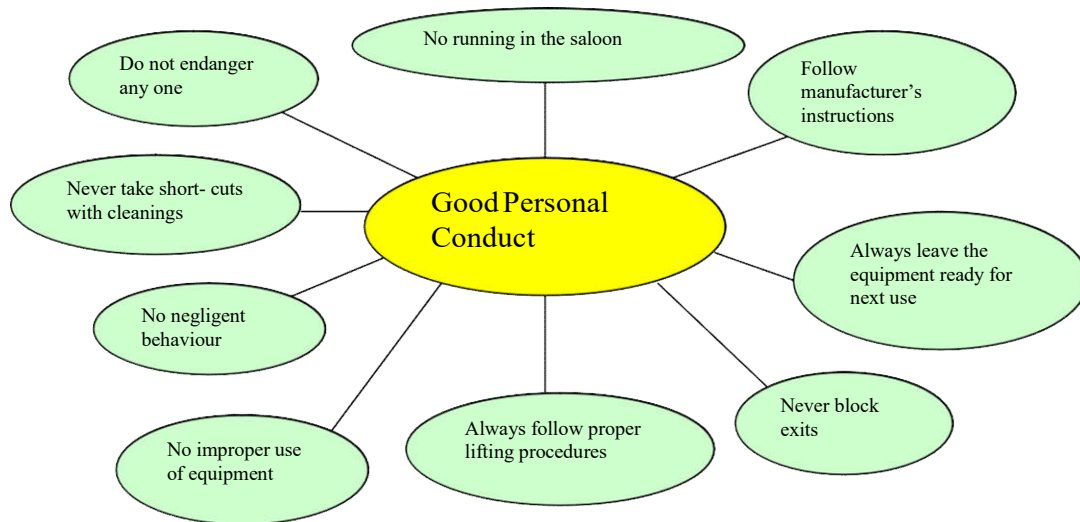 No running in the saloon
Do not endanger
any one
Follow
manufacturer’s
instructions
Never take short- cuts
with cleanings
Good Personal
Conduct
Always leave the
equipment ready for
next use
No negligent
behaviour
Never block
exits
Always follow proper
lifting procedures
No improper use
of equipment